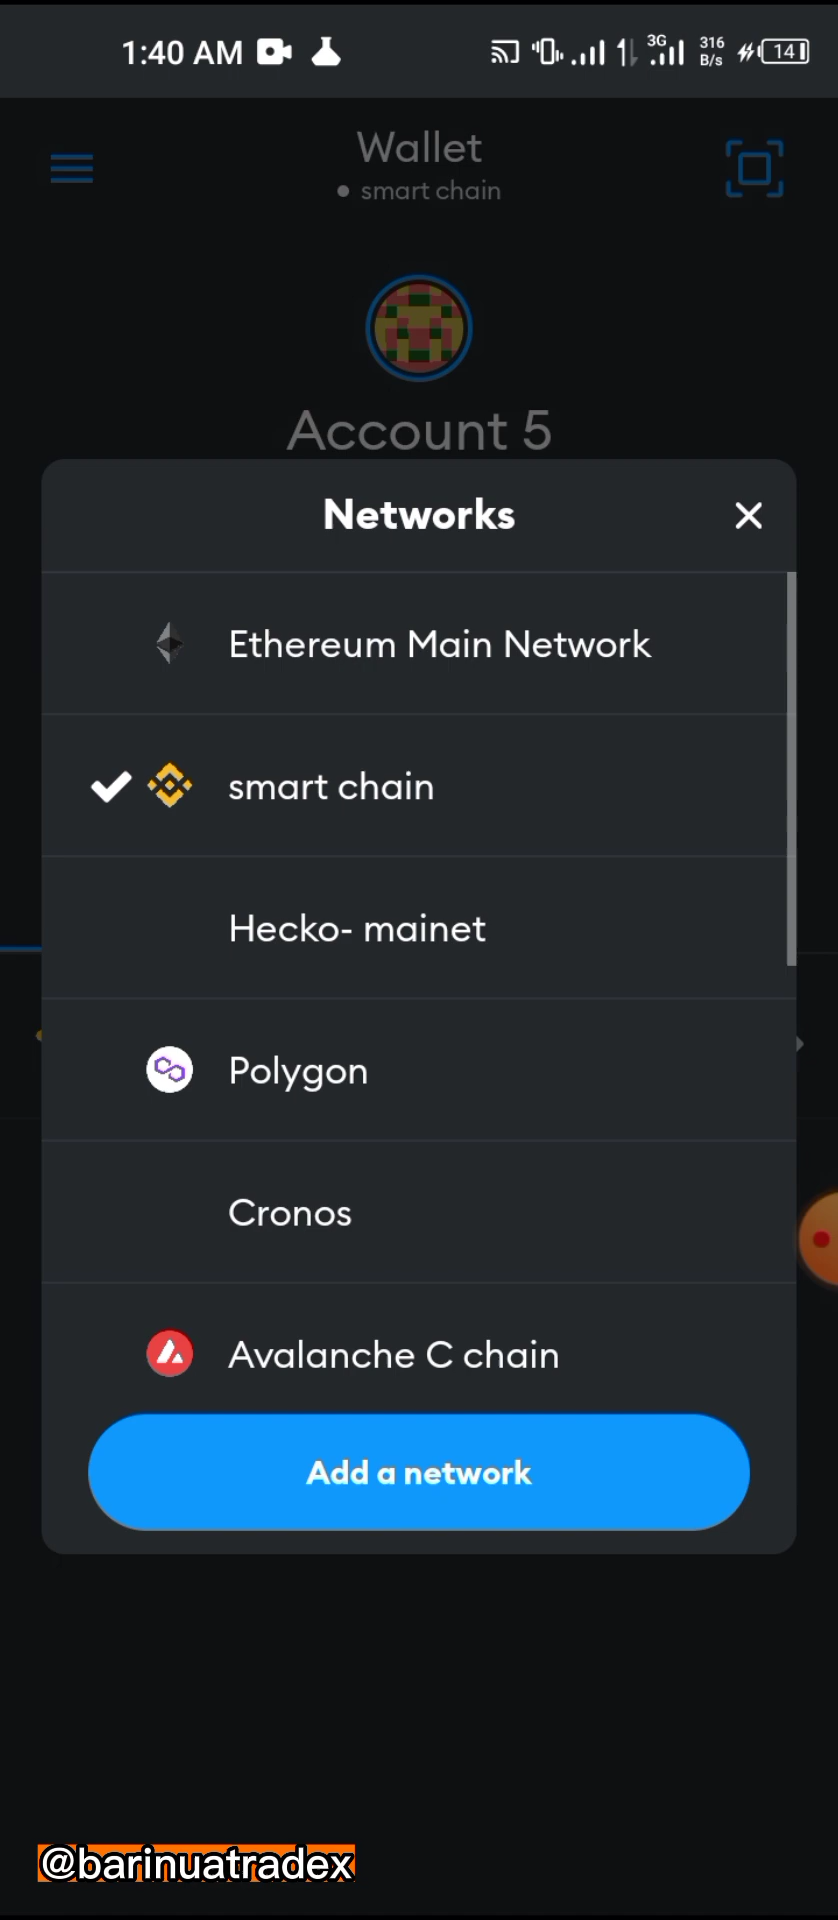 1:40 AM
3G
316
B/s
14
Wallet
smart chain
Account 5
Networks
Ethereum Main Network
smart chain
Hecko- mainet
Polygon
Cronos
Avalanche C chain
Add a network
@barinuatradex